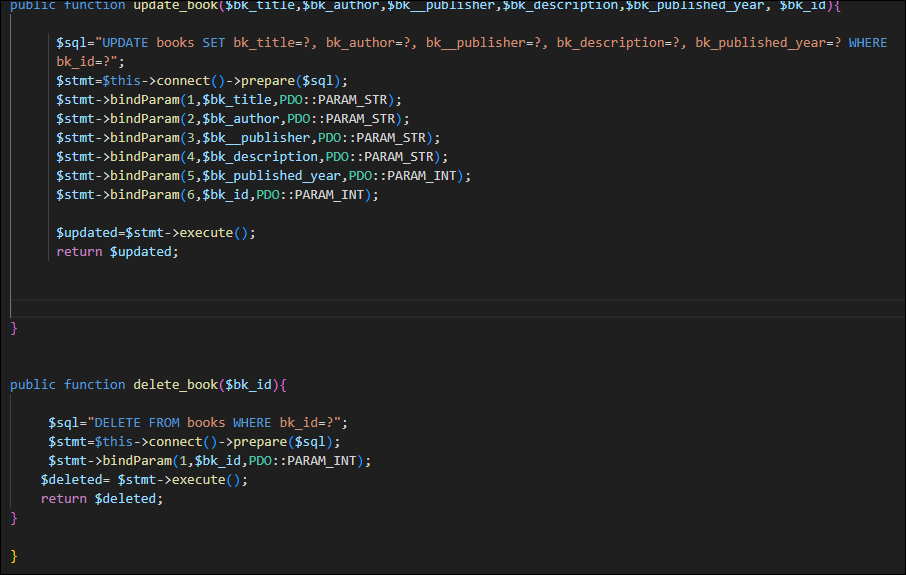 public function update_book($bk_title,$bk_author,$bk__publisher,$bk_description,$bk_published_year, $bk_id){
$sql="UPDATE books SET bk_title=?, bk_author=?, bk__publisher=?, bk_description=?, bk_published_year=? WHERE
bk_id=?";
$stmt=$this->connect()->prepare($sql);
$stmt->bindParam(1,$bk_title,PDO::PARAM_STR);
$stmt->bindParam(2,$bk_author,PDO::PARAM_STR);
$stmt->bindParam(3,$bk__publisher,PDO::PARAM_STR);
$stmt->bindParam(4,$bk_description,PDO::PARAM_STR);
$stmt->bindParam(5,$bk_published_year,PDO::PARAM_INT);
$stmt->bindParam(6,$bk_id,PDO::PARAM_INT);
$updated=$stmt->execute();
return $updated;
}
public function delete_book($bk_id){
$sql="DELETE FROM books WHERE bk_id=?";
$stmt=$this->connect()->prepare($sql);
$stmt->bindParam(1,$bk_id,PDO::PARAM_INT);
$deleted= $stmt->execute();
return $deleted;
}
}